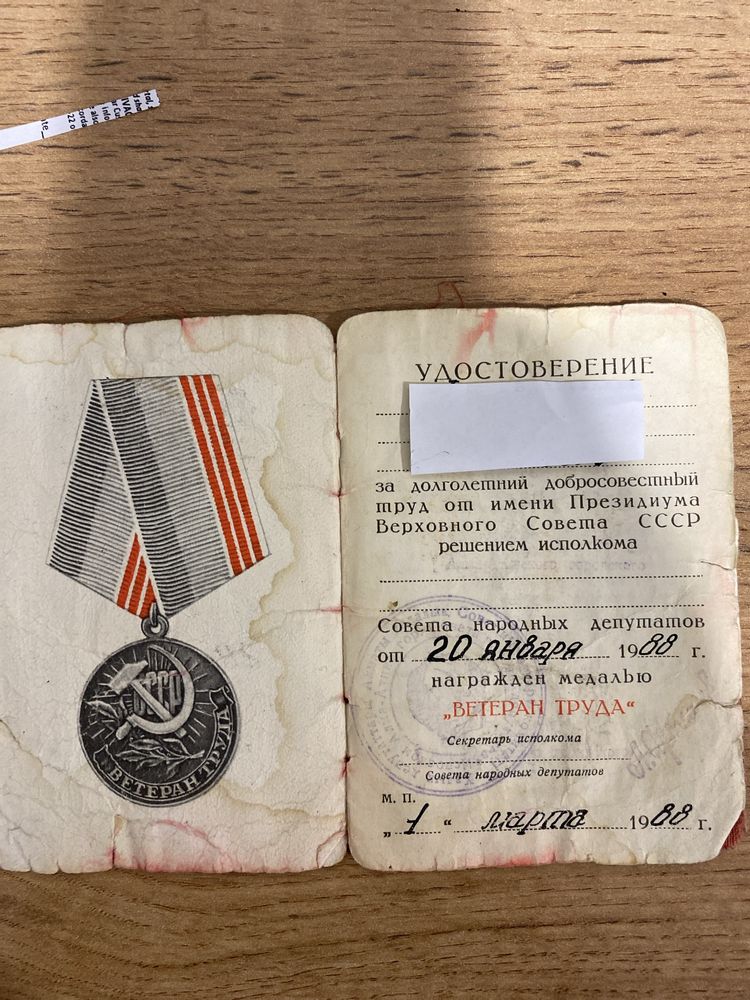 СССР
ВЕТЕРАН ТРУДА
УДОСТОВЕРЕНИЕ
за долголетний добросовестный
труд от имени Президиума
Верховного Совета СССР
решением исполкома
Совета народных депутатов
от 20 января 1988 г.
награжден медалью
„ВЕТЕРАН ТРУДА“
Секретарь исполкома
Совета народных депутатов
М. П.
„ 1 “ марта 1988 г.